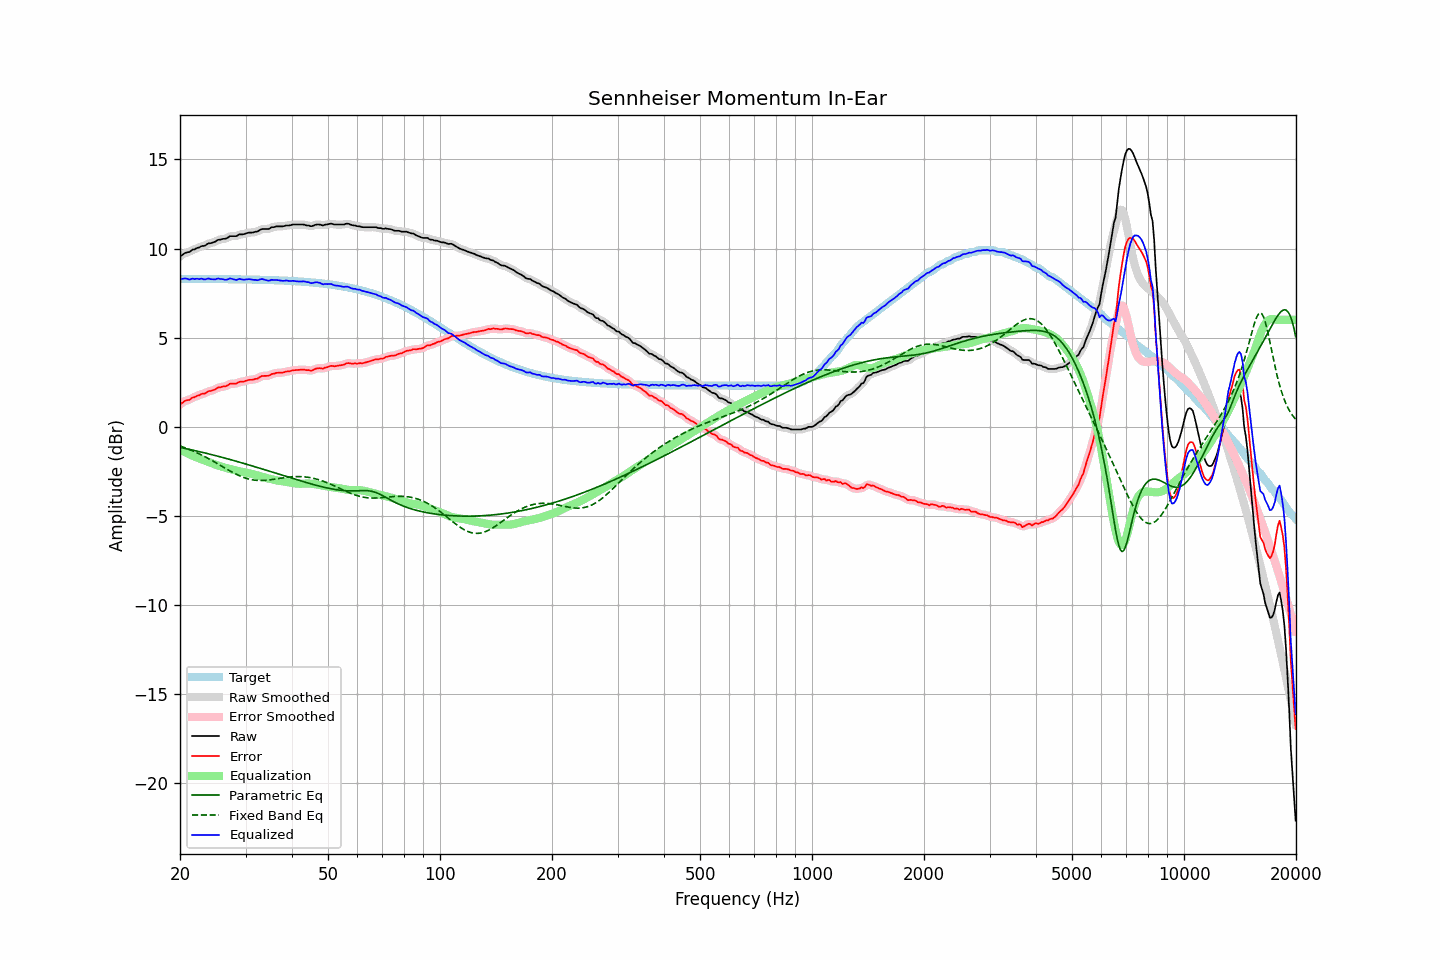 Sennheiser Momentum In-Ear
Amplitude (dBr)
15
10
5
0
−5
−10
−15
−20
Target
Raw Smoothed
Error Smoothed
Raw
Error
Equalization
Parametric Eq
Fixed Band Eq
Equalized
20 50 100 200 500 1000 2000 5000 10000 20000
Frequency (Hz)